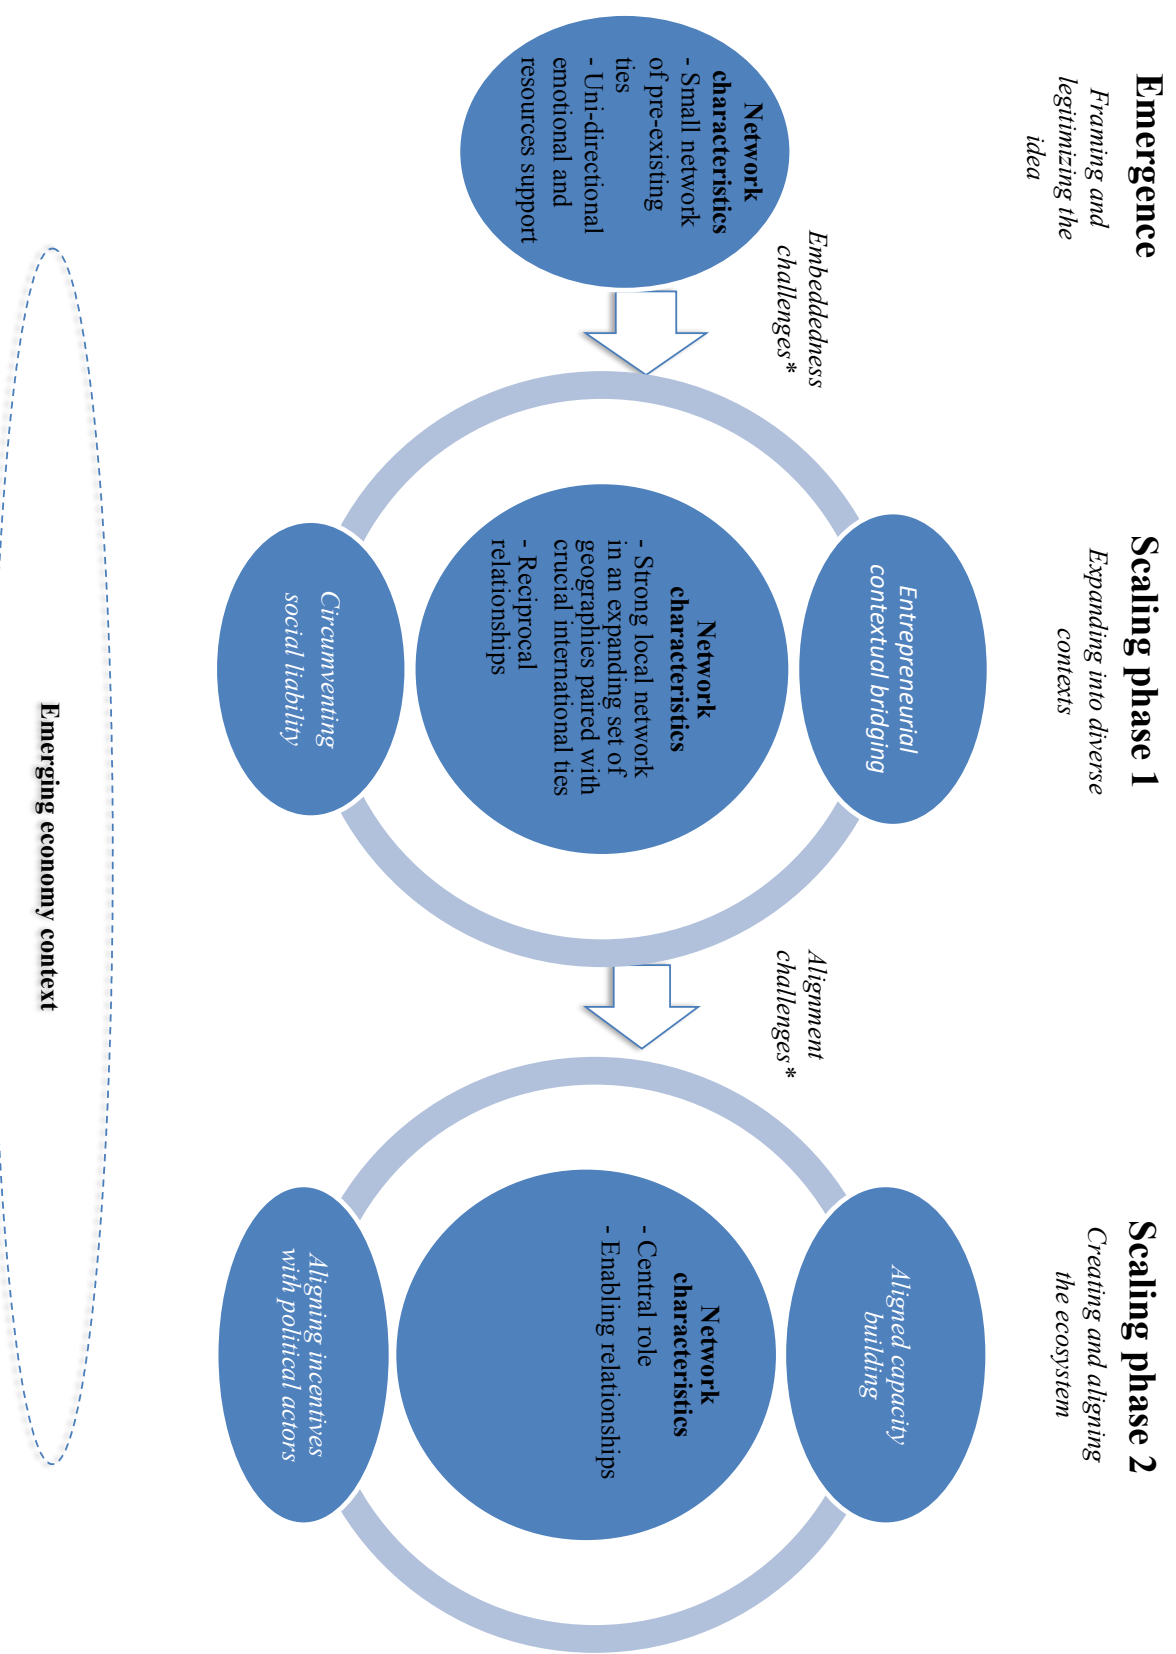 Emergence
Framing and
legitimizing the
idea
Scaling phase 1
Expanding into diverse
contexts
Scaling phase 2
Creating and aligning
the ecosystem
Network
characteristics
- Small network
of pre-existing
ties
- Uni-directional
emotional and
resources support
Embeddedness
challenges*
Entrepreneurial
contextual bridging
Network
characteristics
- Strong local network
in an expanding set of
geographies paired with
crucial international ties
- Reciprocal
relationships
Circumventing
social liability
Alignment
challenges*
Aligned capacity
building
Network
characteristics
- Central role
- Enabling relationships
Aligning incentives
with political actors
Emerging economy context